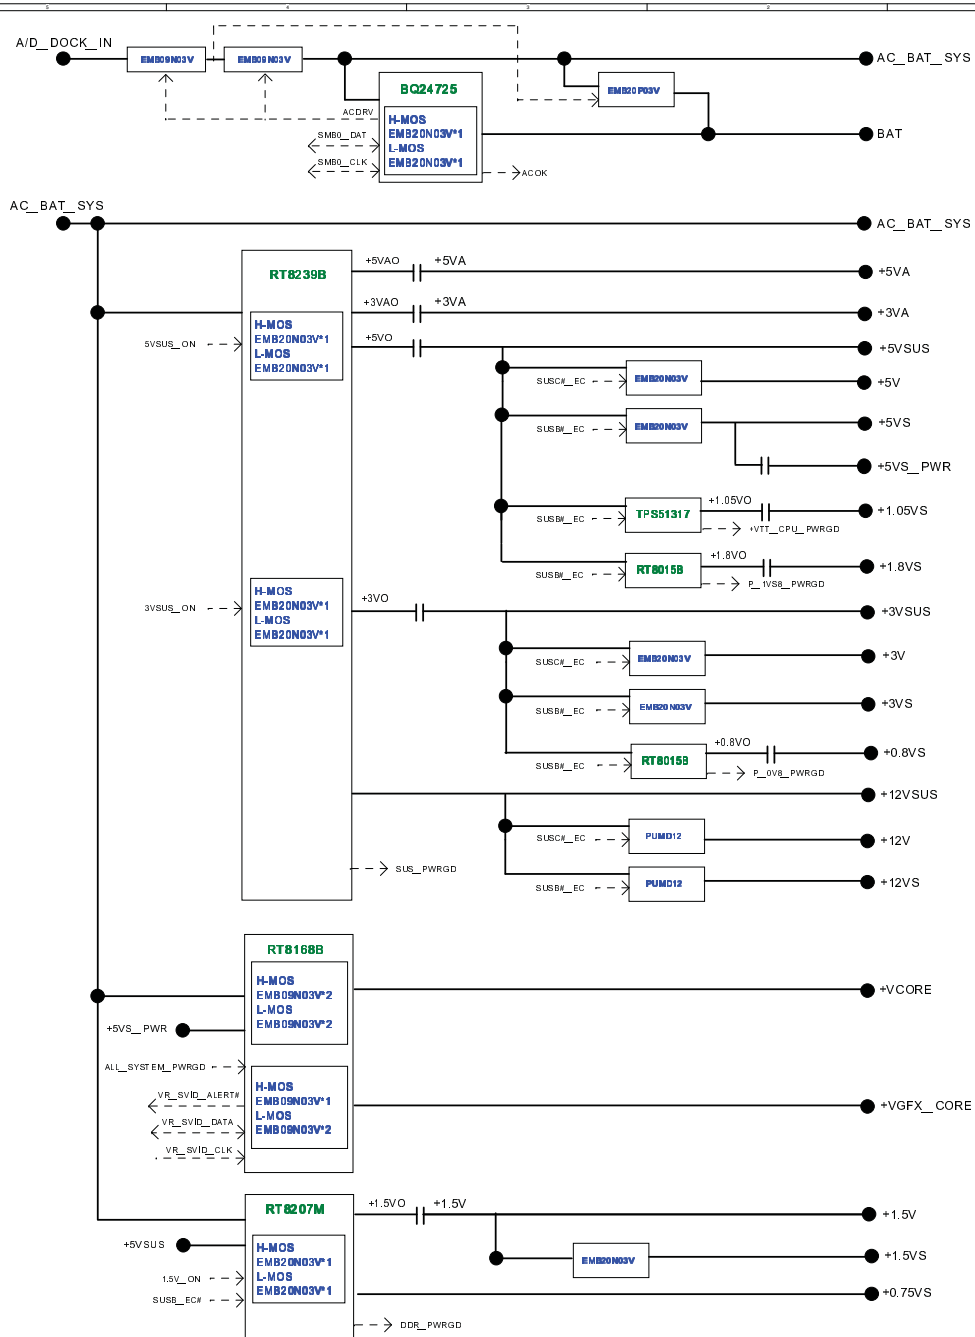 5
4
3
2
A/D_DOCK_IN
EMB09N03V
EMB09N03V
AC_BAT_SYS
BQ24725
EMB20P03V
ACDRV
H-MOS
EMB20N03V*1
L-MOS
EMB20N03V*1
SMB0_DAT
SMB0_CLK
BAT
ACOK
AC_BAT_SYS
AC_BAT_SYS
RT8239B
+5VAO
+5VA
+5VA
+3VAO
+3VA
+3VA
H-MOS
EMB20N03V*1
L-MOS
EMB20N03V*1
5VSUS_ON
+5VO
+5VSUS
SUSC#_EC
EMB20N03V
+5V
SUSB#_EC
EMB20N03V
+5VS
+5VS_PWR
SUSB#_EC
TPS51317
+1.05VO
+1.05VS
+VTT_CPU_PWRGD
SUSB#_EC
RT8015B
+1.8VO
+1.8VS
P_1VS8_PWRGD
H-MOS
EMB20N03V*1
L-MOS
EMB20N03V*1
3VSUS_ON
+3VO
+3VSUS
SUSC#_EC
EMB20N03V
+3V
SUSB#_EC
EMB20N03V
+3VS
SUSB#_EC
RT8015B
+0.8VO
+0.8VS
P_0V8_PWRGD
+12VSUS
SUSC#_EC
PUMD12
+12V
SUS_PWRGD
SUSB#_EC
PUMD12
+12VS
RT8168B
H-MOS
EMB09N03V*2
L-MOS
EMB09N03V*2
+VCORE
+5VS_PWR
ALL_SYSTEM_PWRGD
VR_SVID_ALERT#
VR_SVID_DATA
VR_SVID_CLK
H-MOS
EMB09N03V*1
L-MOS
EMB09N03V*2
+VGFX_CORE
RT8207M
+1.5VO
+1.5V
+1.5V
+5VSUS
H-MOS
EMB20N03V*1
L-MOS
EMB20N03V*1
EMB20N03V
+1.5VS
1.5V_ON
SUSB_EC#
+0.75VS
DDR_PWRGD